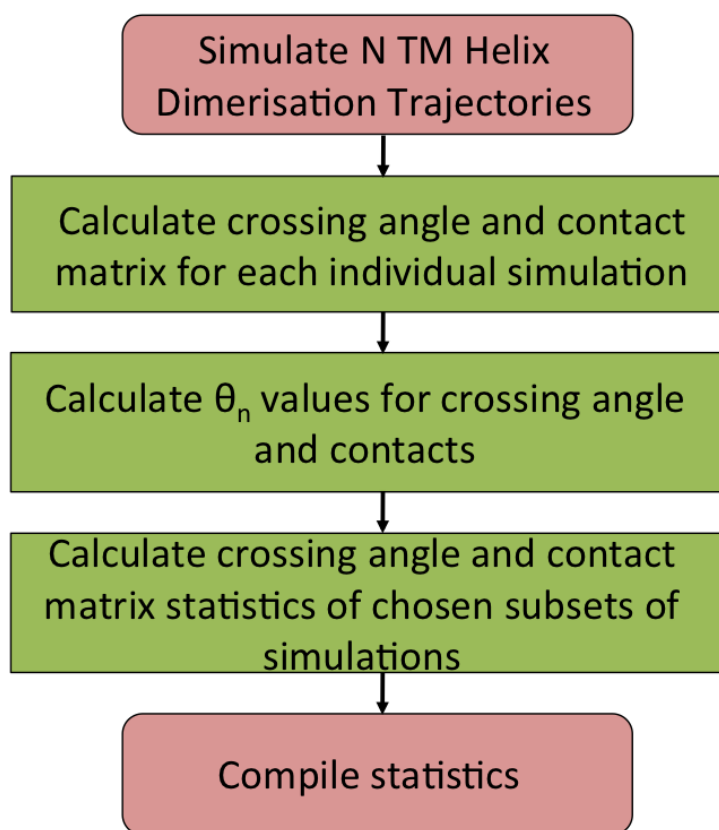 Simulate N TM Helix
Dimerisation Trajectories
Calculate crossing angle and contact
matrix for each individual simulation
Calculate θₙ values for crossing angle
and contacts
Calculate crossing angle and contact
matrix statistics of chosen subsets of
simulations
Compile statistics